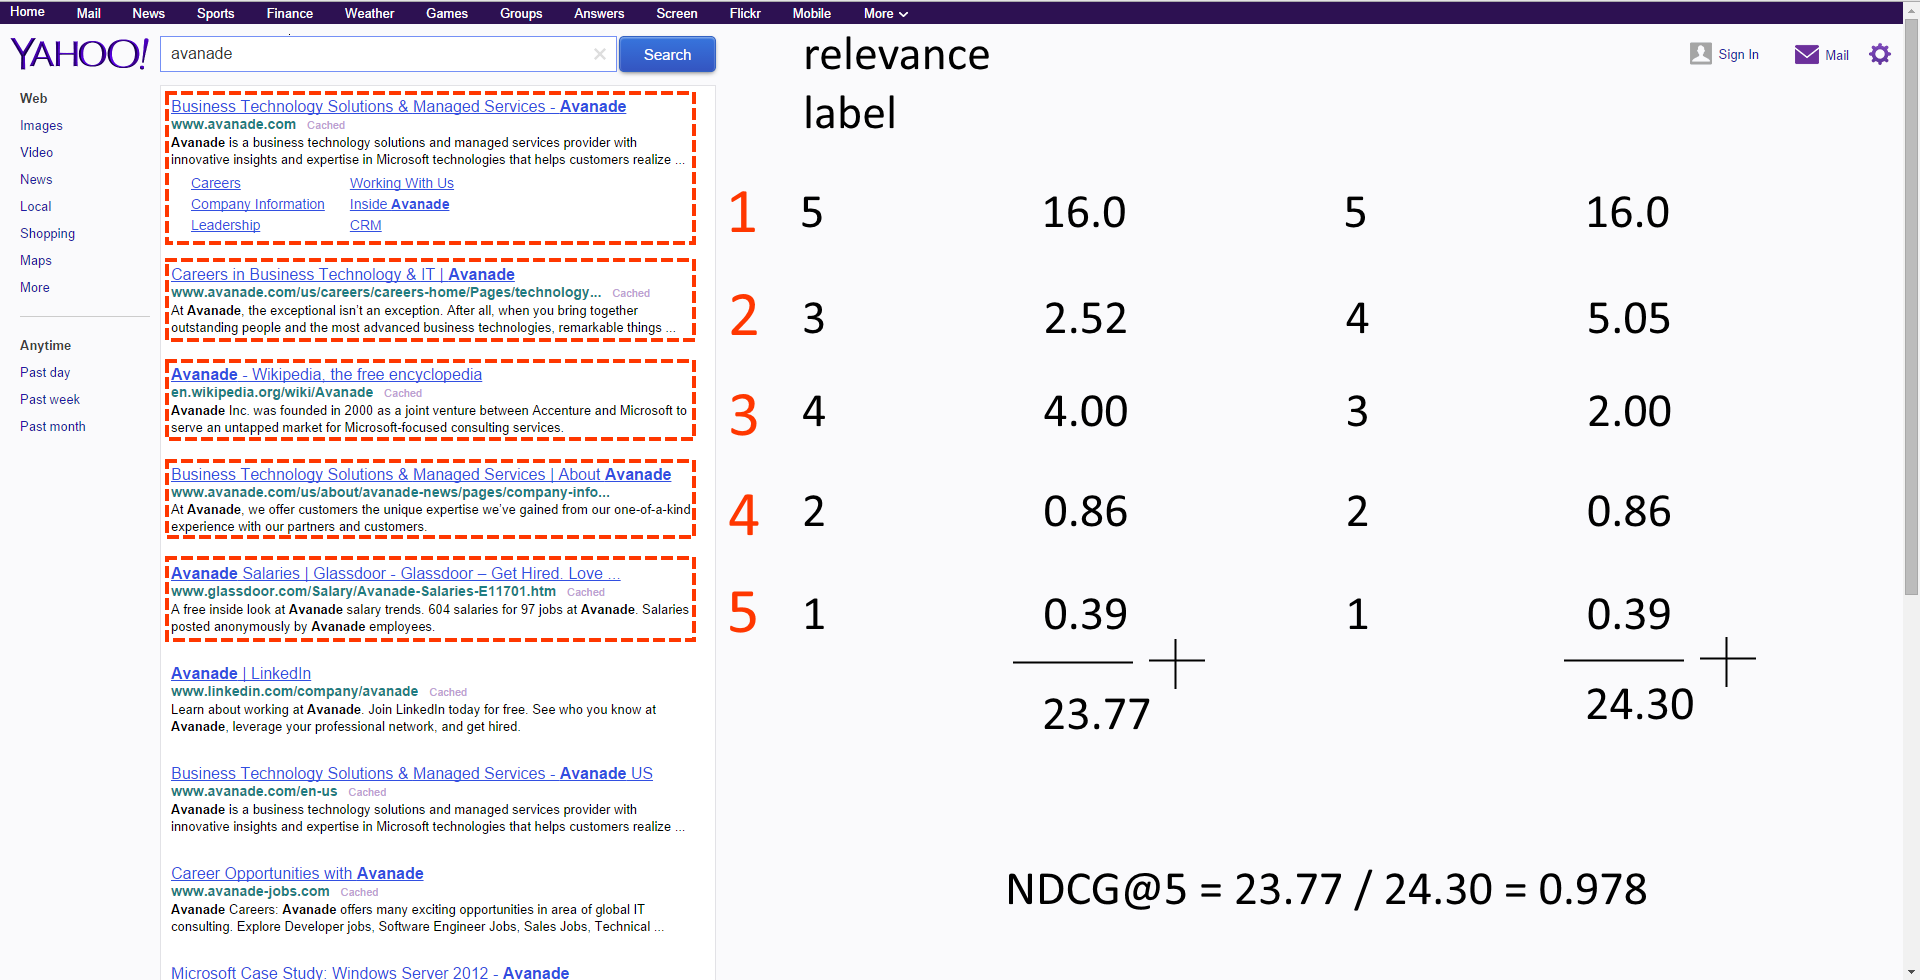 Home Mail News Sports Finance Weather Games Groups Answers Screen Flickr Mobile More
YAHOO!
avanade
Search
Sign In
Mail
Web
Images
Video
News
Local
Shopping
Maps
More
Anytime
Past day
Past week
Past month
Business Technology Solutions & Managed Services - Avanade
www.avanade.com Cached
Avanade is a business technology solutions and managed services provider with
innovative insights and expertise in Microsoft technologies that helps customers realize ...
Careers Working With Us
Company Information Inside Avanade
Leadership CRM
Careers in Business Technology & IT | Avanade
www.avanade.com/us/careers/careers-home/Pages/technology... Cached
At Avanade, the exceptional isn't an exception. After all, when you bring together
outstanding people and the most advanced business technologies, remarkable things ...
Avanade - Wikipedia, the free encyclopedia
en.wikipedia.org/wiki/Avanade Cached
Avanade Inc. was founded in 2000 as a joint venture between Accenture and Microsoft to
serve an untapped market for Microsoft-focused consulting services.
Business Technology Solutions & Managed Services | About Avanade
www.avanade.com/us/about/avanade-news/pages/company-info...
At Avanade, we offer customers the unique expertise we've gained from our one-of-a-kind
experience with our partners and customers.
Avanade Salaries | Glassdoor - Glassdoor – Get Hired. Love ...
www.glassdoor.com/Salary/Avanade-Salaries-E11701.htm Cached
A free inside look at Avanade salary trends. 604 salaries for 97 jobs at Avanade. Salaries
posted anonymously by Avanade employees.
Avanade | LinkedIn
www.linkedin.com/company/avanade Cached
Learn about working at Avanade. Join LinkedIn today for free. See who you know at
Avanade, leverage your professional network, and get hired.
Business Technology Solutions & Managed Services - Avanade US
www.avanade.com/en-us Cached
Avanade is a business technology solutions and managed services provider with
innovative insights and expertise in Microsoft technologies that helps customers realize ...
Career Opportunities with Avanade
www.avanade-jobs.com Cached
Avanade Careers: Avanade offers many exciting opportunities in area of global IT
consulting. Explore Developer jobs, Software Engineer Jobs, Sales Jobs, Technical ...
Microsoft Case Study: Windows Server 2012 - Avanade
relevance
label
1 5 16.0 5 16.0
2 3 2.52 4 5.05
3 4 4.00 3 2.00
4 2 0.86 2 0.86
5 1 0.39 1 0.39
23.77 24.30
NDCG@5 = 23.77 / 24.30 = 0.978